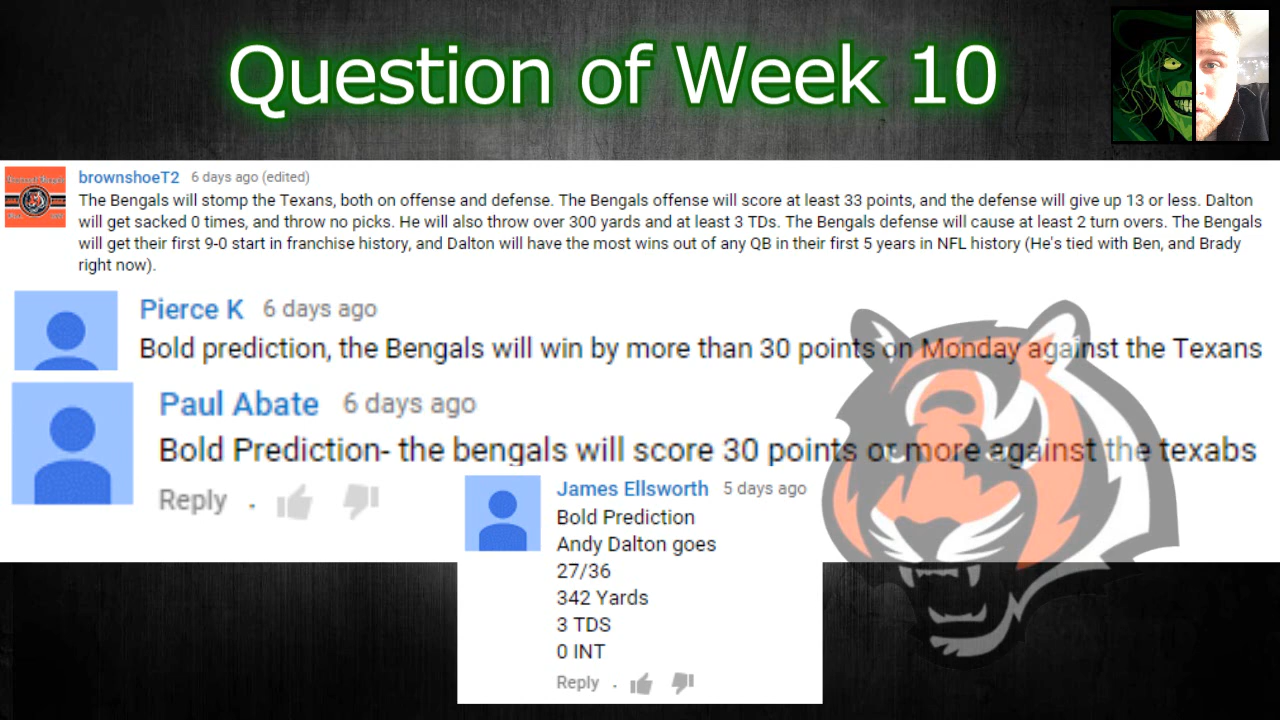 Question of Week 10
brownshoeT2 6 days ago (edited)
The Bengals will stomp the Texans, both on offense and defense. The Bengals offense will score at least 33 points, and the defense will give up 13 or less. Dalton
will get sacked 0 times, and throw no picks. He will also throw over 300 yards and at least 3 TDs. The Bengals defense will cause at least 2 turn overs. The Bengals
will get their first 9-0 start in franchise history, and Dalton will have the most wins out of any QB in their first 5 years in NFL history (He's tied with Ben, and Brady
right now).
Pierce K 6 days ago
Bold prediction, the Bengals will win by more than 30 points on Monday against the Texans
Paul Abate 6 days ago
Bold Prediction- the bengals will score 30 points or more against the texabs
Reply .
James Ellsworth 5 days ago
Bold Prediction
Andy Dalton goes
27/36
342 Yards
3 TDS
0 INT
Reply .